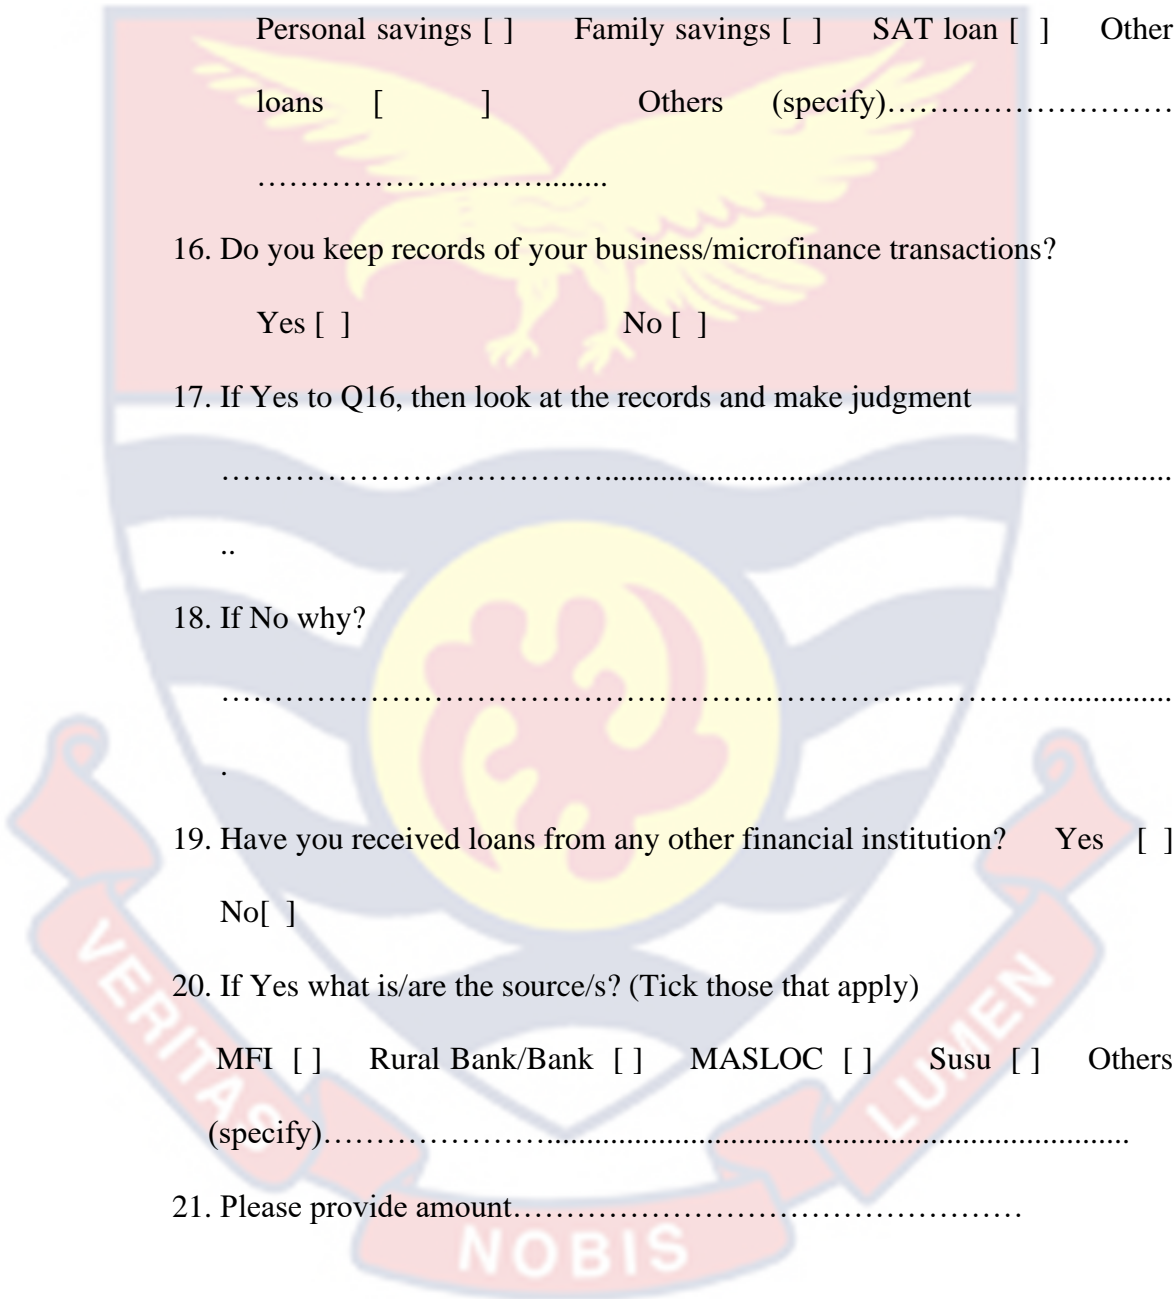 Personal savings [ ] Family savings [ ] SAT loan [ ] Other
loans [ ] Others (specify)………………………
………………………........
16. Do you keep records of your business/microfinance transactions?
Yes [ ] No [ ]
17. If Yes to Q16, then look at the records and make judgment
………………………………........................................................................
..
18. If No why?
……………………………………………………………………...............
.
19. Have you received loans from any other financial institution? Yes [ ]
No[ ]
20. If Yes what is/are the source/s? (Tick those that apply)
MFI [ ] Rural Bank/Bank [ ] MASLOC [ ] Susu [ ] Others
(specify)…………………..........................................................................
21. Please provide amount…………………………………………
VERITAS
NOBIS
LUMEN